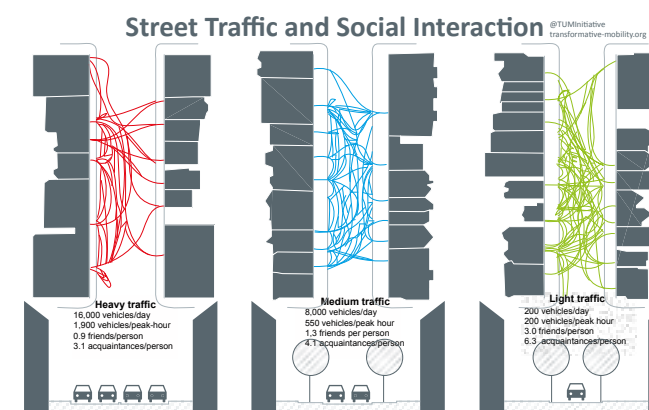 Street Traffic and Social Interaction
@TUMInitiative
transformative-mobility.org
Heavy traffic
16,000 vehicles/day
1,900 vehicles/peak-hour
0.9 friends/person
3.1 acquaintances/person
Medium traffic
8,000 vehicles/day
550 vehicles/peak hour
1,3 friends per person
4.1 acquaintances/person
Light traffic
200 vehicles/day
200 vehicles/peak hour
3.0 friends/person
6.3 acquaintances/person